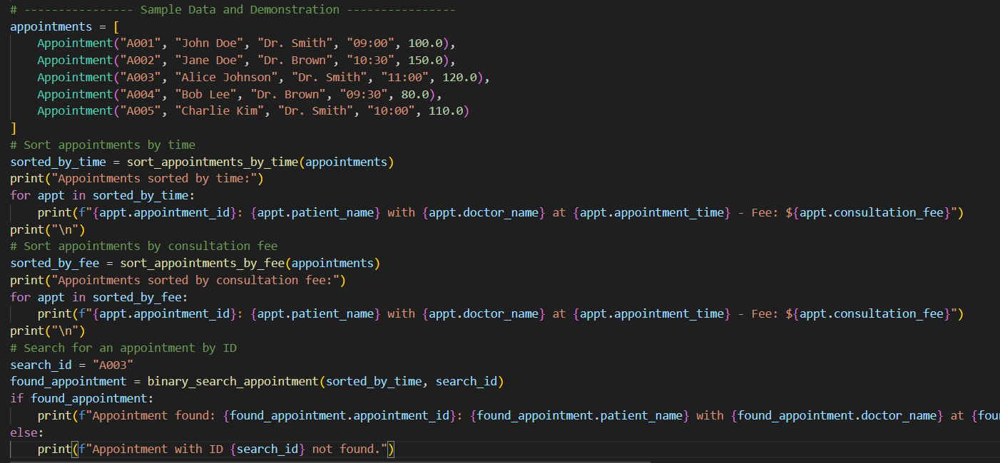 # ---------------- Sample Data and Demonstration ----------------
appointments = [
    Appointment("A001", "John Doe", "Dr. Smith", "09:00", 100.0),
    Appointment("A002", "Jane Doe", "Dr. Brown", "10:30", 150.0),
    Appointment("A003", "Alice Johnson", "Dr. Smith", "11:00", 120.0),
    Appointment("A004", "Bob Lee", "Dr. Brown", "09:30", 80.0),
    Appointment("A005", "Charlie Kim", "Dr. Smith", "10:00", 110.0)
]
# Sort appointments by time
sorted_by_time = sort_appointments_by_time(appointments)
print("Appointments sorted by time:")
for appt in sorted_by_time:
    print(f"{appt.appointment_id}: {appt.patient_name} with {appt.doctor_name} at {appt.appointment_time} - Fee: ${appt.consultation_fee}")
print("\n")
# Sort appointments by consultation fee
sorted_by_fee = sort_appointments_by_fee(appointments)
print("Appointments sorted by consultation fee:")
for appt in sorted_by_fee:
    print(f"{appt.appointment_id}: {appt.patient_name} with {appt.doctor_name} at {appt.appointment_time} - Fee: ${appt.consultation_fee}")
print("\n")
# Search for an appointment by ID
search_id = "A003"
found_appointment = binary_search_appointment(sorted_by_time, search_id)
if found_appointment:
    print(f"Appointment found: {found_appointment.appointment_id}: {found_appointment.patient_name} with {found_appointment.doctor_name} at {fou
else:
    print(f"Appointment with ID {search_id} not found.")